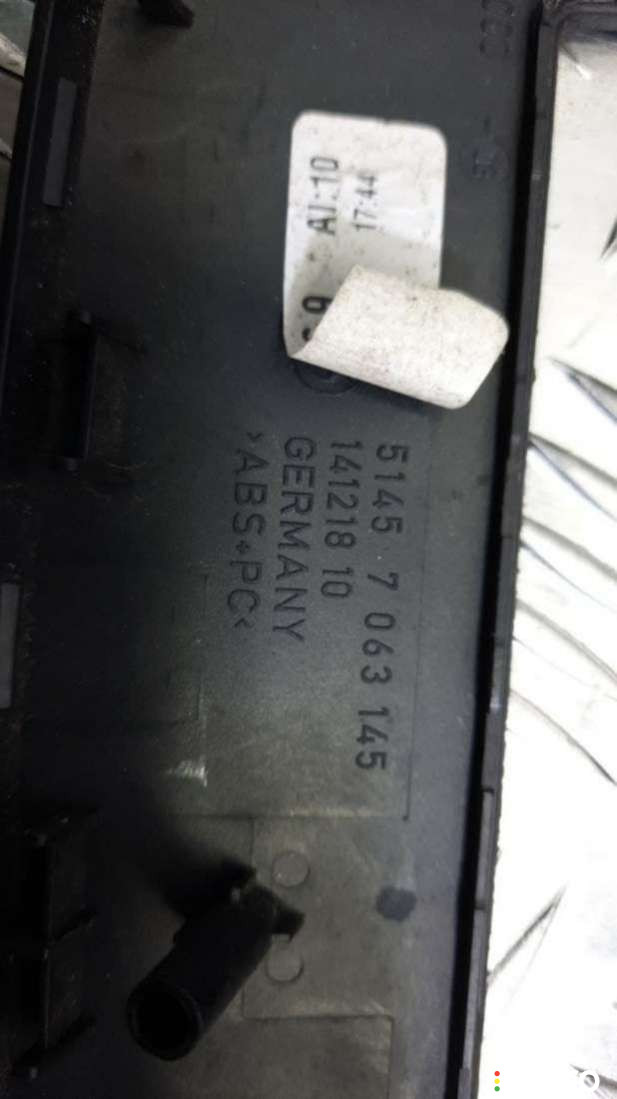 AI:10
17:44
5145 7 063 145
141218 10
GERMANY
>ABS+PC<